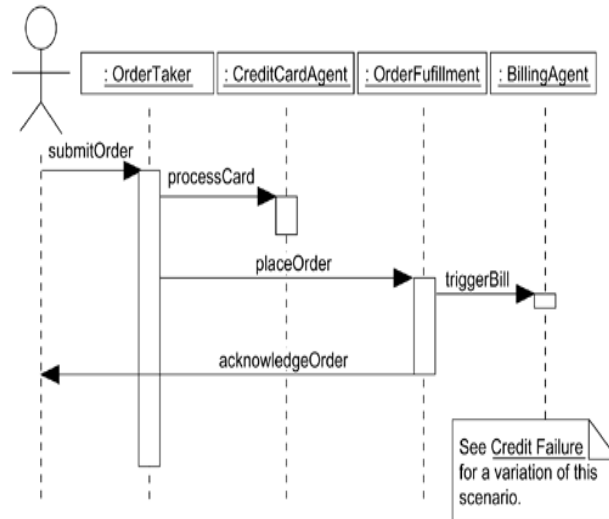 : OrderTaker
: CreditCardAgent
: OrderFufillment
: BillingAgent
submitOrder
processCard
placeOrder
triggerBill
acknowledgeOrder
See Credit Failure
for a variation of this
scenario.